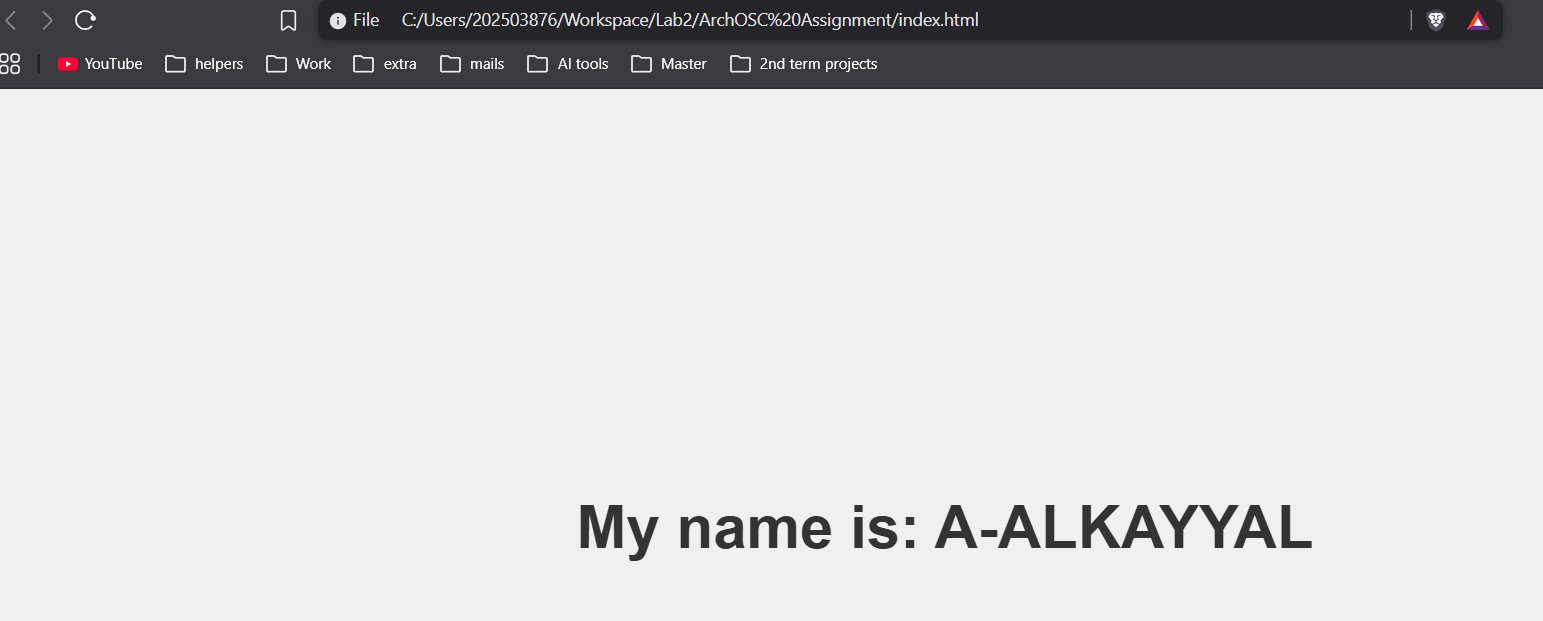 File C:/Users/202503876/Workspace/Lab2/ArchOSC%20Assignment/index.html
YouTube helpers Work extra mails AI tools Master 2nd term projects
My name is: A-ALKAYYAL